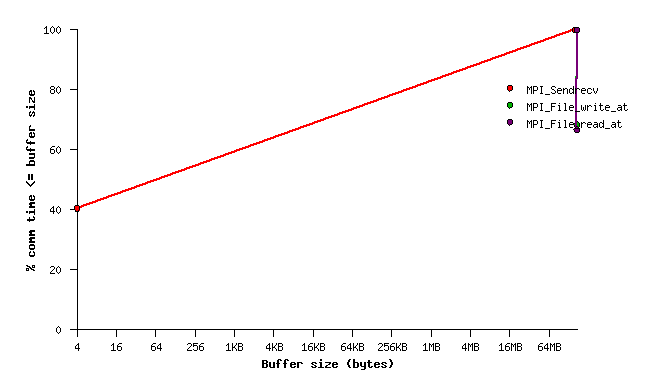 100
80
60
40
20
0
% comm time <= buffer size
MPI_Sendrecv
MPI_File_write_at
MPI_File_read_at
4 16 64 256 1KB 4KB 16KB 64KB 256KB 1MB 4MB 16MB 64MB
Buffer size (bytes)